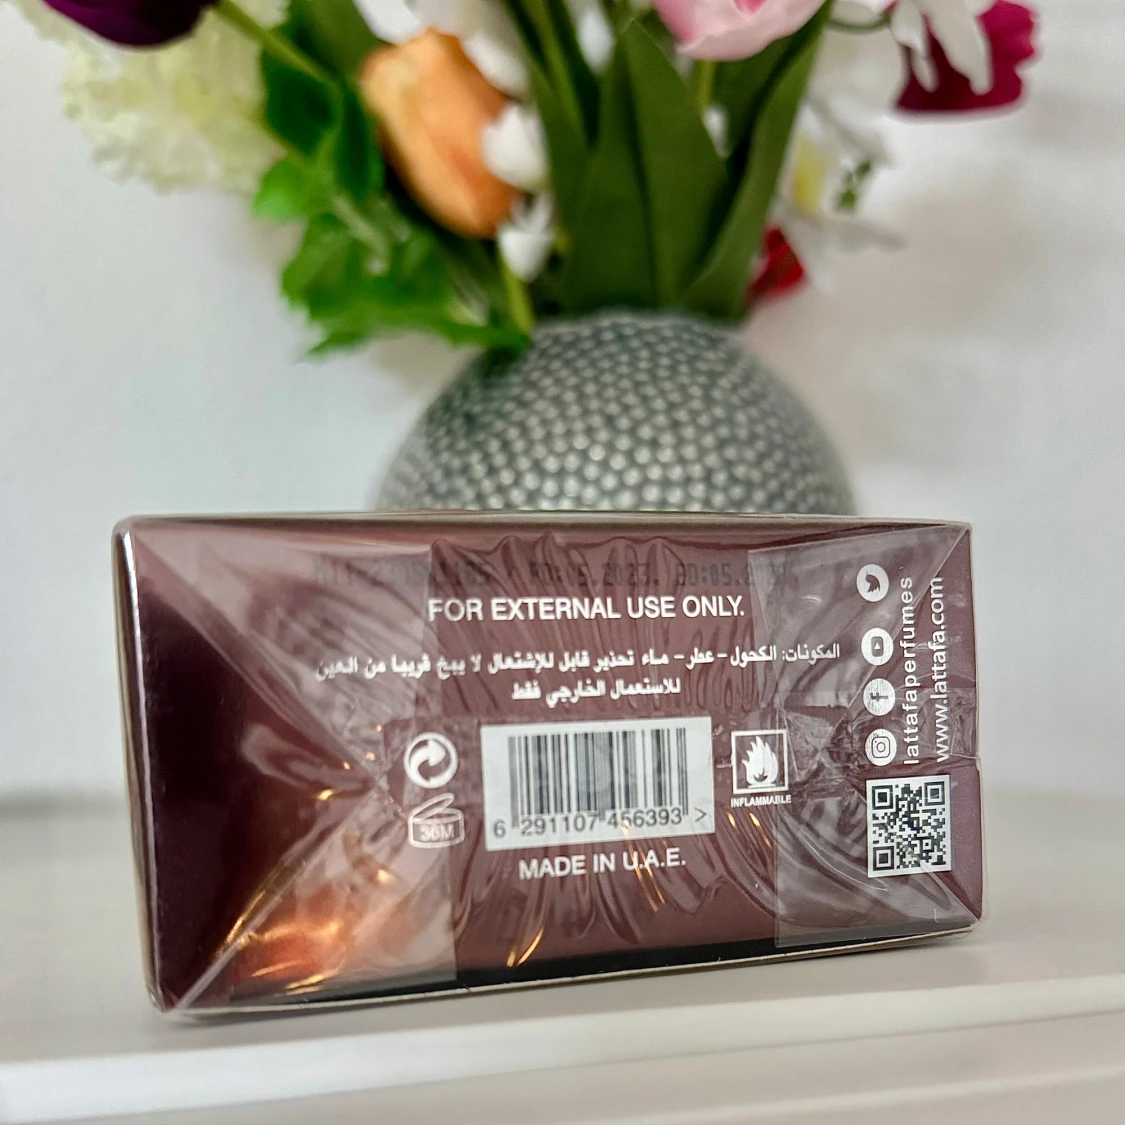 FOR EXTERNAL USE ONLY.
المكونات: الكحول - عطر - ماء تحذير قابل للإشتعال لا يبخ قريبا من العين
للاستعمال الخارجي فقط
36M
6 291107 456393 >
INFLAMMABLE
MADE IN U.A.E.
lattafaperfumes
www.lattafa.com